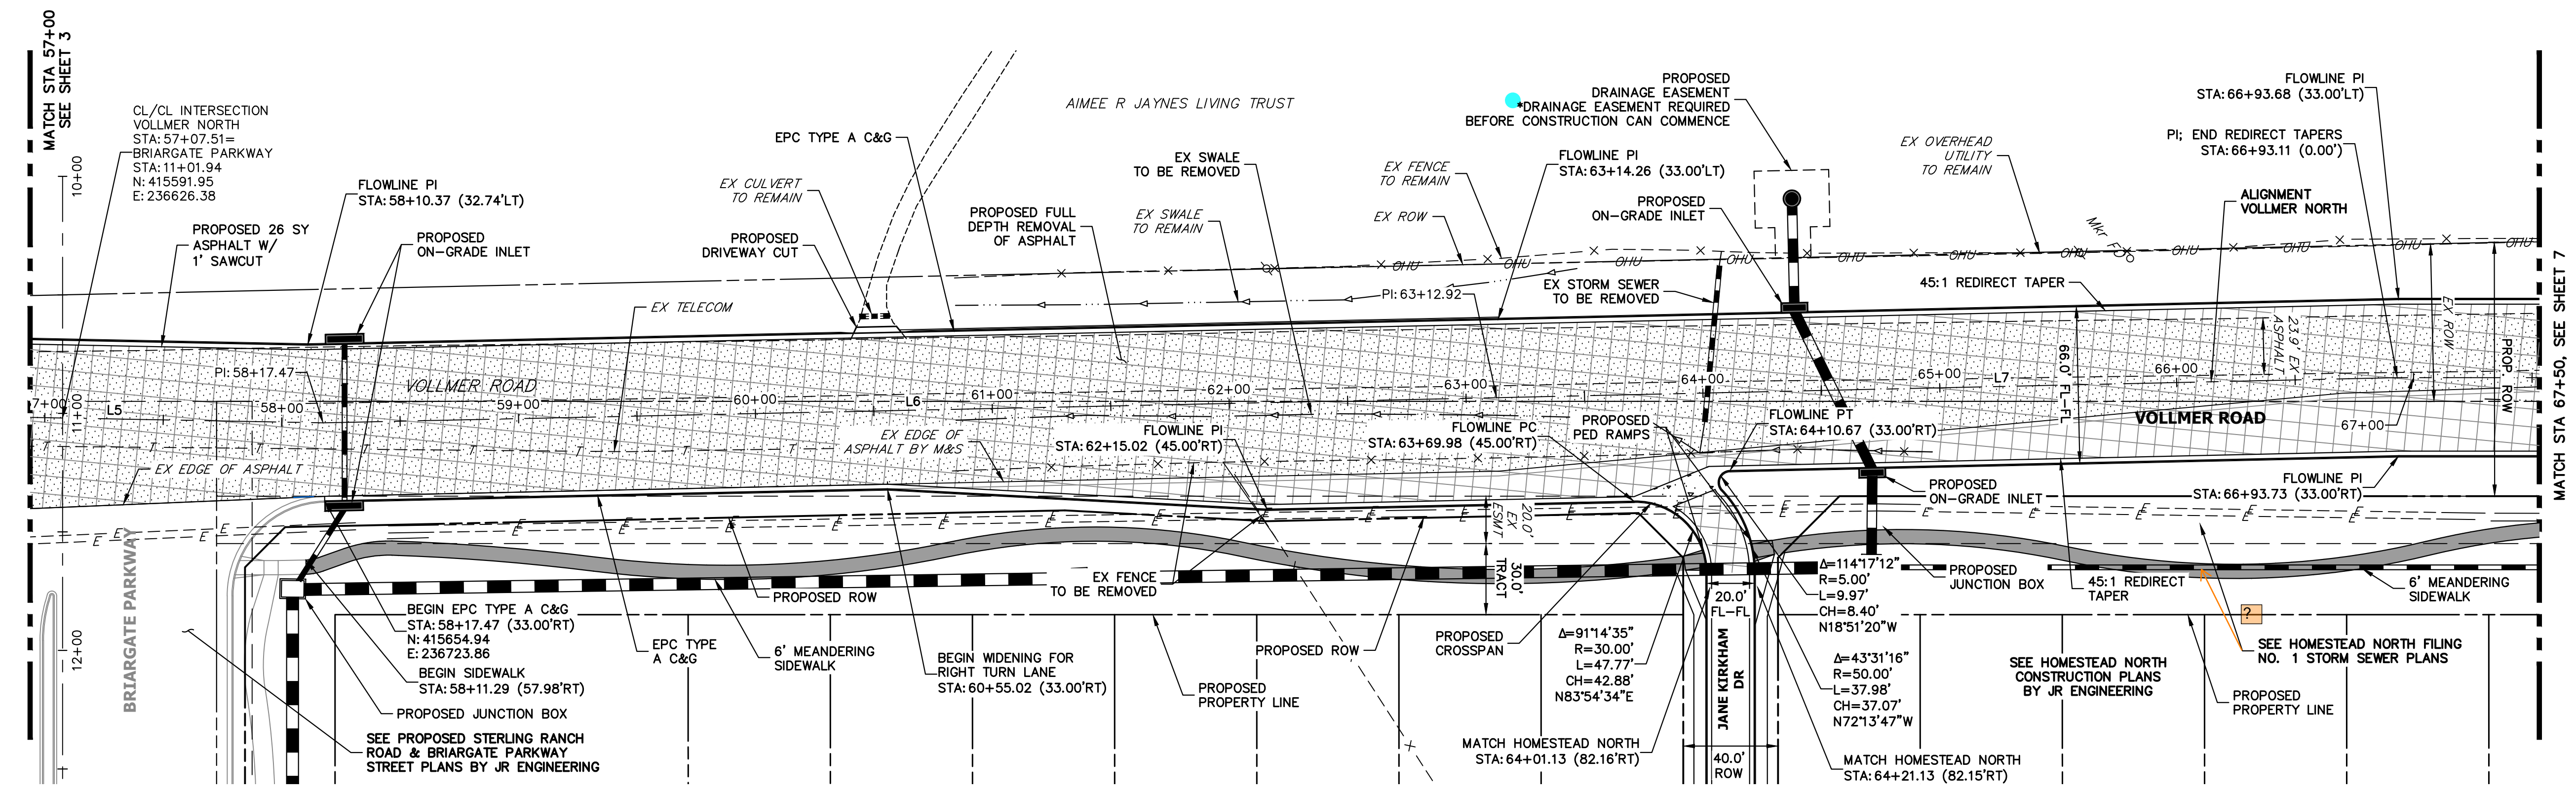 MATCH STA 57+00
SEE SHEET 3
CL/CL INTERSECTION
VOLLMER NORTH
STA: 57+07.51=
BRIARGATE PARKWAY
STA: 11+01.94
N: 415591.95
E: 236626.38
10+00
PROPOSED 26 SY
ASPHALT W/
1' SAWCUT
FLOWLINE PI
STA: 58+10.37 (32.74'LT)
PROPOSED
ON-GRADE INLET
EX TELECOM
EX CULVERT
TO REMAIN
PROPOSED
DRIVEWAY CUT
EPC TYPE A C&G
AIMEE R JAYNES LIVING TRUST
PROPOSED FULL
DEPTH REMOVAL
OF ASPHALT
EX SWALE
TO BE REMOVED
EX SWALE
TO REMAIN
EX FENCE
TO REMAIN
EX ROW
PROPOSED
DRAINAGE EASEMENT
*DRAINAGE EASEMENT REQUIRED
BEFORE CONSTRUCTION CAN COMMENCE
FLOWLINE PI
STA: 63+14.26 (33.00'LT)
PROPOSED
ON-GRADE INLET
PI: 63+12.92
EX STORM SEWER
TO BE REMOVED
EX OVERHEAD
UTILITY
TO REMAIN
FLOWLINE PI
STA: 66+93.68 (33.00'LT)
PI; END REDIRECT TAPERS
STA: 66+93.11 (0.00')
ALIGNMENT
VOLLMER NORTH
Mkr FO
OHU
OHU
OHU
OHU
OHU
OHU
OHU
OHU
OHU
45:1 REDIRECT TAPER
EX ROW
23.9' EX
ASPHALT
PROP. ROW
66.0' FL-FL
MATCH STA 67+50, SEE SHEET 7
PI: 58+17.47
VOLLMER ROAD
7+00
L5
11+00
58+00
59+00
60+00
L6
61+00
62+00
63+00
64+00
65+00
L7
66+00
67+00
VOLLMER ROAD
T T T T T T T T
EX EDGE OF ASPHALT
EX EDGE OF
ASPHALT BY M&S
FLOWLINE PI
STA: 62+15.02 (45.00'RT)
FLOWLINE PC
STA: 63+69.98 (45.00'RT)
PROPOSED
PED RAMPS
FLOWLINE PT
STA: 64+10.67 (33.00'RT)
PROPOSED
ON-GRADE INLET
FLOWLINE PI
STA: 66+93.73 (33.00'RT)
20.0'
EX
ESMT
30.0'
TRACT
BRIARGATE PARKWAY
12+00
BEGIN EPC TYPE A C&G
STA: 58+17.47 (33.00'RT)
N: 415654.94
E: 236723.86
BEGIN SIDEWALK
STA: 58+11.29 (57.98'RT)
PROPOSED JUNCTION BOX
SEE PROPOSED STERLING RANCH
ROAD & BRIARGATE PARKWAY
STREET PLANS BY JR ENGINEERING
EPC TYPE
A C&G
PROPOSED ROW
6' MEANDERING
SIDEWALK
BEGIN WIDENING FOR
RIGHT TURN LANE
STA: 60+55.02 (33.00'RT)
EX FENCE
TO BE REMOVED
PROPOSED
PROPERTY LINE
PROPOSED ROW
PROPOSED
CROSSPAN
Δ=91°14'35"
R=30.00'
L=47.77'
CH=42.88'
N83°54'34"E
MATCH HOMESTEAD NORTH
STA: 64+01.13 (82.16'RT)
20.0'
FL-FL
JANE KIRKHAM
DR
40.0'
ROW
Δ=114°17'12"
R=5.00'
L=9.97'
CH=8.40'
N18°51'20"W
Δ=43°31'16"
R=50.00'
L=37.98'
CH=37.07'
N72°13'47"W
MATCH HOMESTEAD NORTH
STA: 64+21.13 (82.15'RT)
PROPOSED
JUNCTION BOX
45:1 REDIRECT
TAPER
6' MEANDERING
SIDEWALK
?
SEE HOMESTEAD NORTH FILING
NO. 1 STORM SEWER PLANS
SEE HOMESTEAD NORTH
CONSTRUCTION PLANS
BY JR ENGINEERING
PROPOSED
PROPERTY LINE